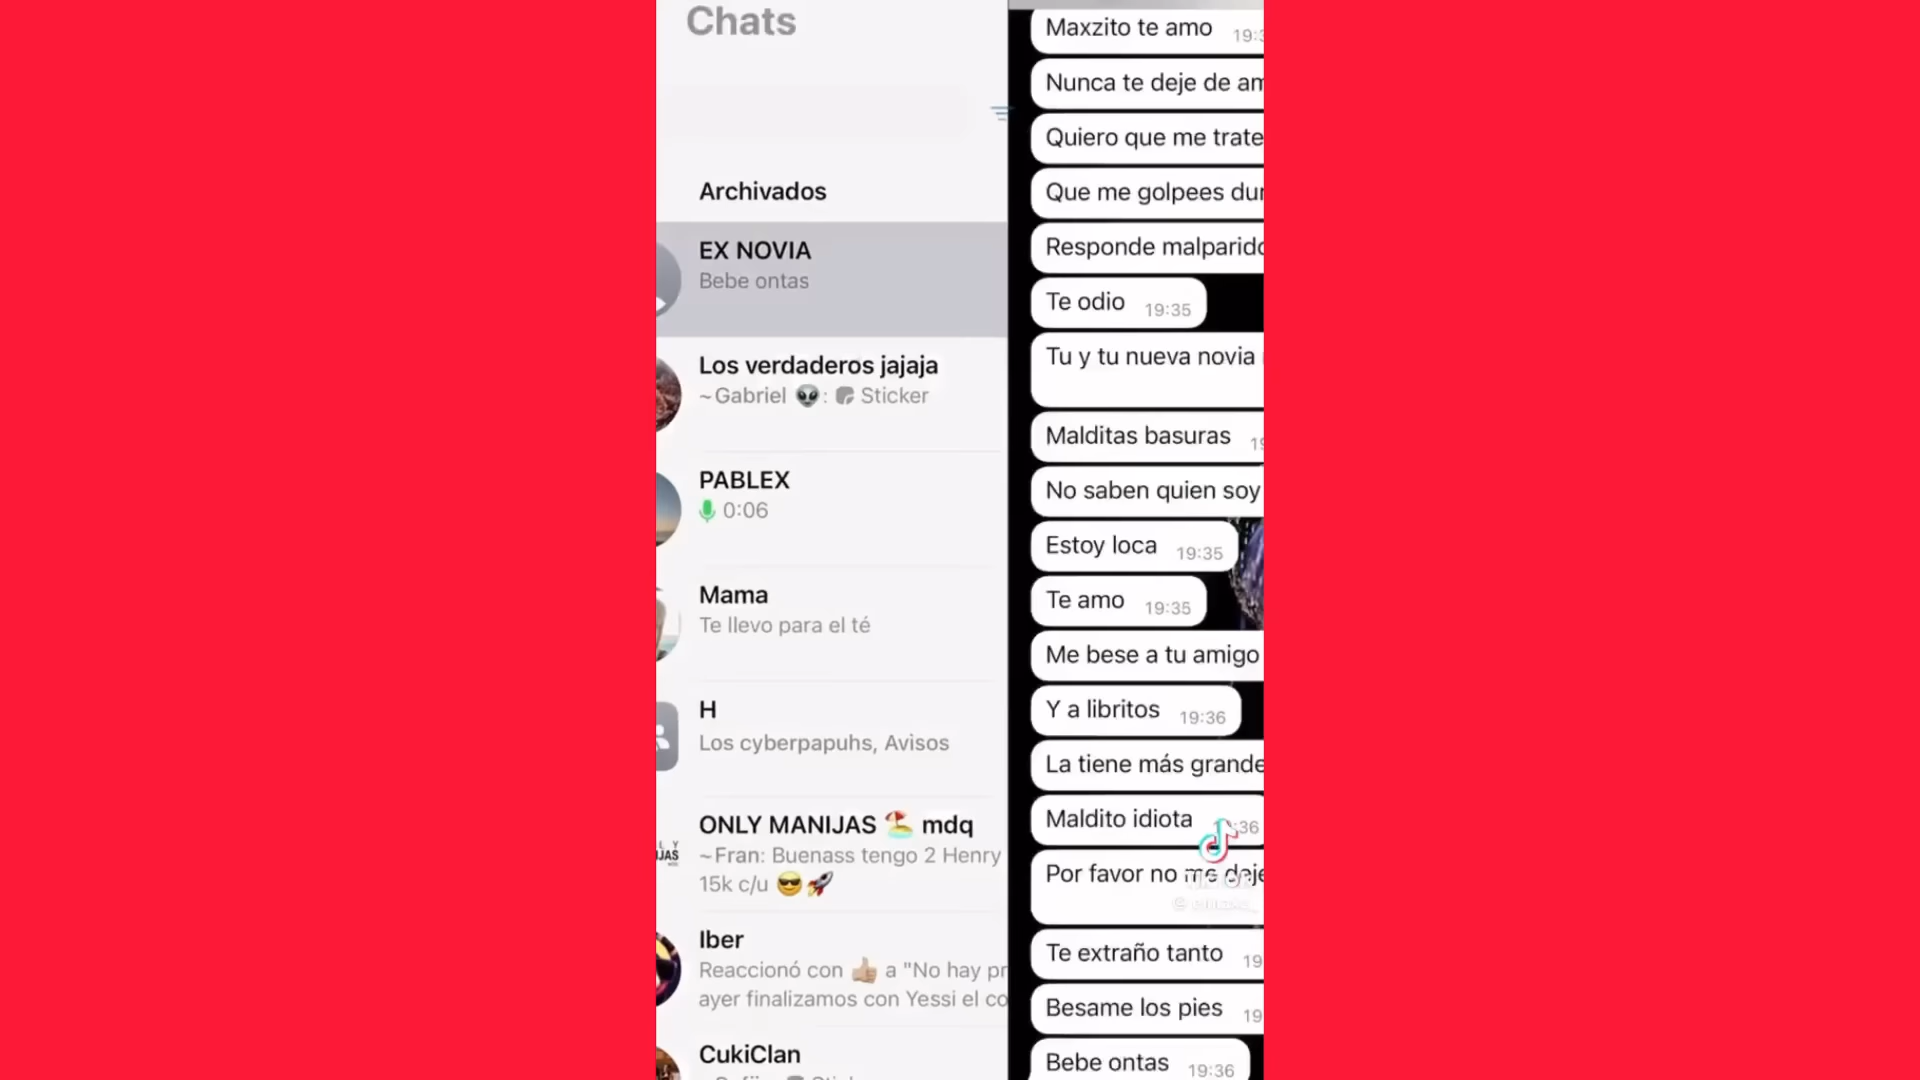 Chats
Archivados
EX NOVIA
Bebe ontas
Los verdaderos jajaja
~Gabriel 👽: Sticker
PABLEX
0:06
Mama
Te llevo para el té
H
Los cyberpapuhs, Avisos
ONLY MANIJAS 🏖️ mdq
~Fran: Buenass tengo 2 Henry
15k c/u 😎🚀
Iber
Reaccionó con 👍🏼 a "No hay pr
ayer finalizamos con Yessi el co
CukiClan
Maxzito te amo
Nunca te deje de am
Quiero que me trate
Que me golpees dur
Responde malparido
Te odio 19:35
Tu y tu nueva novia
Malditas basuras
No saben quien soy
Estoy loca 19:35
Te amo 19:35
Me bese a tu amigo
Y a libritos 19:36
La tiene más grande
Maldito idiota
Por favor no me deje
Te extraño tanto
Besame los pies
Bebe ontas 19:36